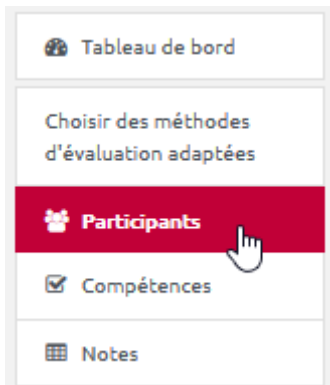 Tableau de bord
Choisir des méthodes
d'évaluation adaptées
Participants
Compétences
Notes